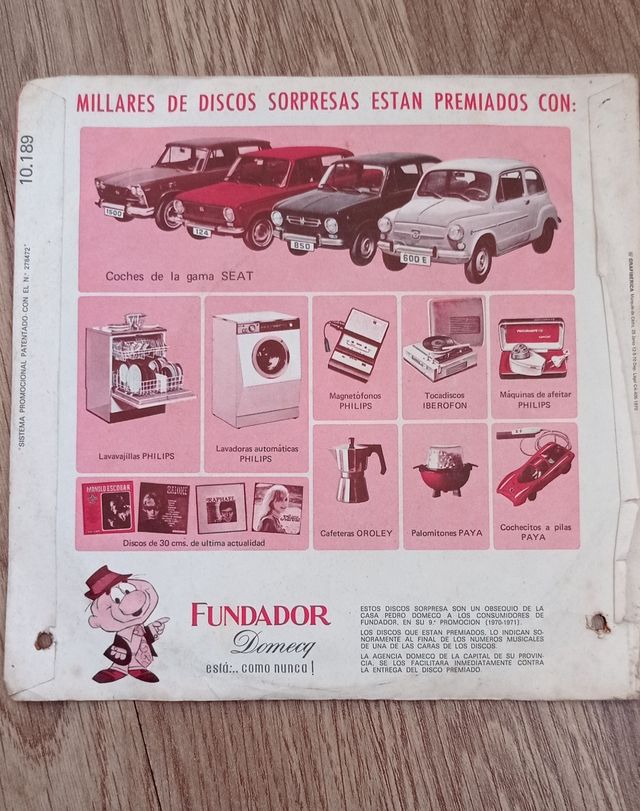 MILLARES DE DISCOS SORPRESAS ESTAN PREMIADOS CON:
10.189
"SISTEMA PROMOCIONAL PATENTADO CON EL N.° 278472"
1500
124
850
600 E
Coches de la gama SEAT
Lavavajillas PHILIPS
Lavadoras automáticas
PHILIPS
Magnetófonos
PHILIPS
Tocadiscos
IBEROFON
Máquinas de afeitar
PHILIPS
MANOLO ESCOBAR
RAPHAEL
Discos de 30 cms. de ultima actualidad
Cafeteras OROLEY
Palomitones PAYA
Cochecitos a pilas
PAYA
FUNDADOR
Domecq
está... como nunca!
ESTOS DISCOS SORPRESA SON UN OBSEQUIO DE LA
CASA PEDRO DOMECQ A LOS CONSUMIDORES DE
FUNDADOR, EN SU 9.ª PROMOCION (1970-1971).
LOS DISCOS QUE ESTAN PREMIADOS, LO INDICAN SO-
NORAMENTE AL FINAL DE LOS NUMEROS MUSICALES
DE UNA DE LAS CARAS DE LOS DISCOS.
LA AGENCIA DOMECQ DE LA CAPITAL DE SU PROVIN-
CIA, SE LOS FACILITARA INMEDIATAMENTE CONTRA
LA ENTREGA DEL DISCO PREMIADO.